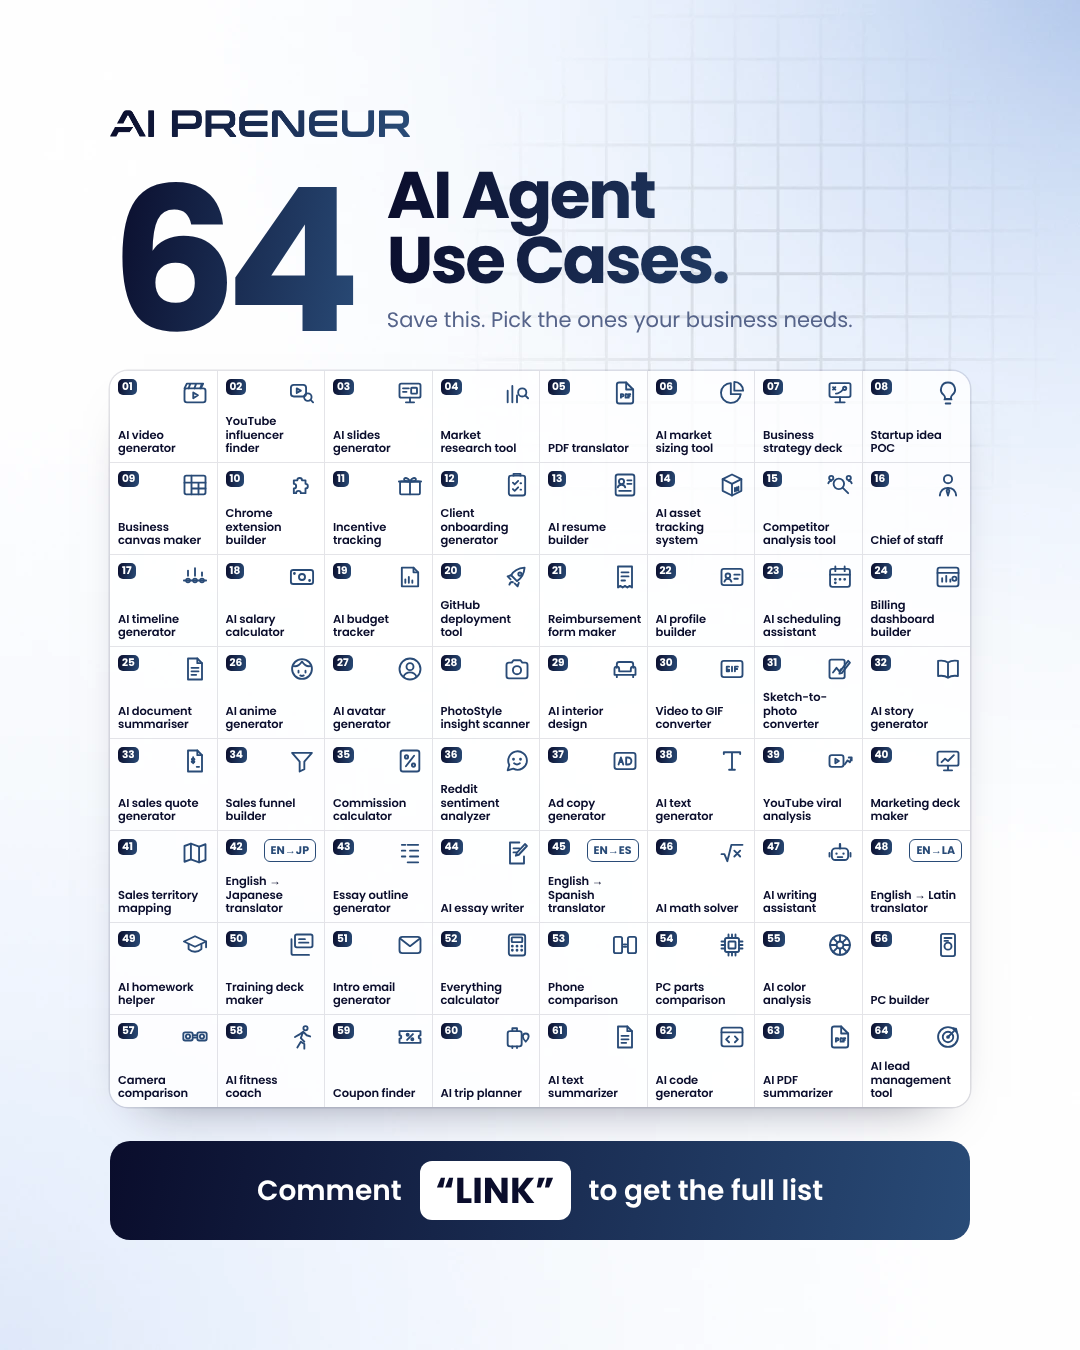 AI PRENEUR
64
AI Agent
Use Cases.
Save this. Pick the ones your business needs.
01
AI video
generator
02
YouTube
influencer
finder
03
AI slides
generator
04
Market
research tool
05
PDF
PDF translator
06
AI market
sizing tool
07
Business
strategy deck
08
Startup idea
POC
09
Business
canvas maker
10
Chrome
extension
builder
11
Incentive
tracking
12
Client
onboarding
generator
13
AI resume
builder
14
AI asset
tracking
system
15
Competitor
analysis tool
16
Chief of staff
17
AI timeline
generator
18
AI salary
calculator
19
AI budget
tracker
20
GitHub
deployment
tool
21
Reimbursement
form maker
22
AI profile
builder
23
AI scheduling
assistant
24
Billing
dashboard
builder
25
AI document
summariser
26
AI anime
generator
27
AI avatar
generator
28
PhotoStyle
insight scanner
29
AI interior
design
30
GIF
Video to GIF
converter
31
Sketch-to-
photo
converter
32
AI story
generator
33
$
AI sales quote
generator
34
Sales funnel
builder
35
%
Commission
calculator
36
Reddit
sentiment
analyzer
37
AD
Ad copy
generator
38
AI text
generator
39
YouTube viral
analysis
40
Marketing deck
maker
41
Sales territory
mapping
42
EN→JP
English →
Japanese
translator
43
Essay outline
generator
44
AI essay writer
45
EN→ES
English →
Spanish
translator
46
√x
AI math solver
47
AI writing
assistant
48
EN→LA
English → Latin
translator
49
AI homework
helper
50
Training deck
maker
51
Intro email
generator
52
Everything
calculator
53
Phone
comparison
54
PC parts
comparison
55
AI color
analysis
56
PC builder
57
Camera
comparison
58
AI fitness
coach
59
%
Coupon finder
60
AI trip planner
61
AI text
summarizer
62
AI code
generator
63
PDF
AI PDF
summarizer
64
AI lead
management
tool
Comment “LINK” to get the full list